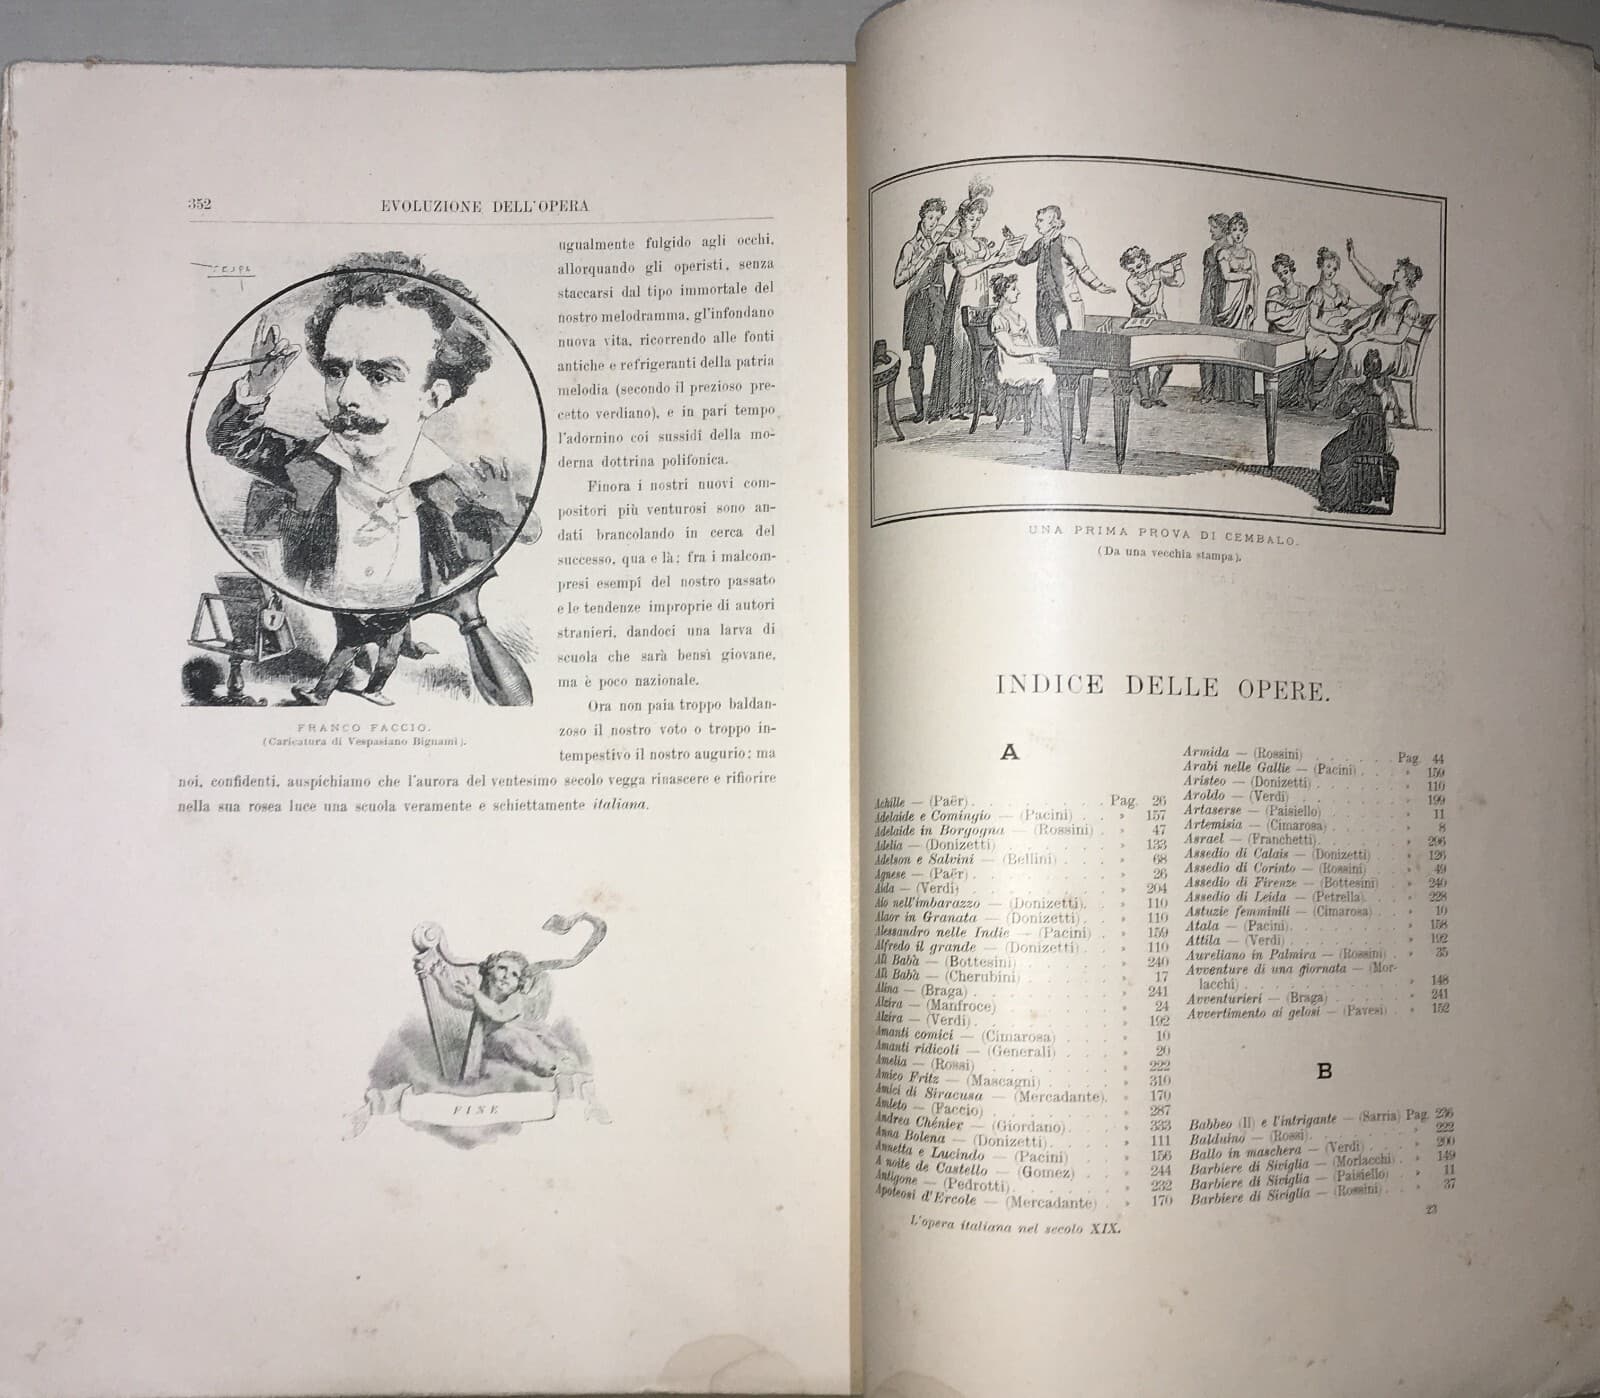 352
EVOLUZIONE DELL'OPERA
VESPA
ugualmente fulgido agli occhi,
allorquando gli operisti, senza
staccarsi dal tipo immortale del
nostro melodramma, gl'infondano
nuova vita, ricorrendo alle fonti
antiche e refrigeranti della patria
melodia (secondo il prezioso pre-
cetto verdiano), e in pari tempo
l'adornino coi sussidî della mo-
derna dottrina polifonica.
Finora i nostri nuovi com-
positori più venturosi sono an-
dati brancolando in cerca del
successo, qua e là; fra i malcom-
presi esempî del nostro passato
e le tendenze improprie di autori
stranieri, dandoci una larva di
scuola che sarà bensì giovane,
ma è poco nazionale.
Ora non paia troppo baldan-
zoso il nostro voto o troppo in-
tempestivo il nostro augurio; ma
noi, confidenti, auspichiamo che l'aurora del ventesimo secolo vegga rinascere e rifiorire
nella sua rosea luce una scuola veramente e schiettamente italiana.
FRANCO FACCIO.
(Caricatura di Vespasiano Bignami).
FINE
UNA PRIMA PROVA DI CEMBALO.
(Da una vecchia stampa).
INDICE DELLE OPERE.
A
Achille — (Paër). Pag. 26
Adelaide e Comingio — (Pacini) . . » 157
Adelaide in Borgogna — (Rossini) . » 47
Adelia — (Donizetti) . . . » 133
Adelson e Salvini — (Bellini) . . . » 68
Agnese — (Paër) . . . » 26
Aida — (Verdi) . . . » 204
Aio nell'imbarazzo — (Donizetti). . » 110
Alaor in Granata — (Donizetti) . . » 110
Alessandro nelle Indie — (Pacini) . » 159
Alfredo il grande — (Donizetti) . . » 110
Alì Babà — (Bottesini) . . . » 240
Alì Babà — (Cherubini) . . . » 17
Alina — (Braga) . . . » 241
Alzira — (Manfroce) . . . » 24
Alzira — (Verdi). . . . » 192
Amanti comici — (Cimarosa) . . . » 10
Amanti ridicoli — (Generali) . . . » 20
Amelia — (Rossi) . . . » 222
Amico Fritz — (Mascagni) . . . » 310
Amici di Siracusa — (Mercadante). » 170
Amleto — (Faccio) . . . » 287
Andrea Chénier — (Giordano). . . » 333
Anna Bolena — (Donizetti). . . » 111
Annetta e Lucindo — (Pacini) . . » 156
A noite de Castello — (Gomez) . . » 244
Antigone — (Pedrotti). . . » 232
Apoteosi d'Ercole — (Mercadante) . » 170
L'opera italiana nel secolo XIX.
Armida — (Rossini) . . . Pag. 44
Arabi nelle Gallie — (Pacini) . . » 159
Aristeo — (Donizetti) . . . » 110
Aroldo — (Verdi) . . . » 199
Artaserse — (Paisiello) . . . » 11
Artemisia — (Cimarosa) . . . » 8
Asrael — (Franchetti). . . » 296
Assedio di Calais — (Donizetti) . » 126
Assedio di Corinto — (Rossini) . » 49
Assedio di Firenze — (Bottesini) . » 240
Assedio di Leida — (Petrella). . » 228
Astuzie femminili — (Cimarosa) . » 10
Atala — (Pacini). . . » 158
Attila — (Verdi) . . . » 192
Aureliano in Palmira — (Rossini) . » 35
Avventure di una giornata — (Mor-
lacchi) . . . » 148
Avventurieri — (Braga) . . . » 241
Avvertimento ai gelosi — (Pavesi) . » 152
B
Babbeo (Il) e l'intrigante — (Sarria) Pag. 236
Balduino — (Rossi). . . » 222
Ballo in maschera — (Verdi) . . » 200
Barbiere di Siviglia — (Morlacchi) . » 149
Barbiere di Siviglia — (Paisiello) . » 11
Barbiere di Siviglia — (Rossini) . . » 37
23